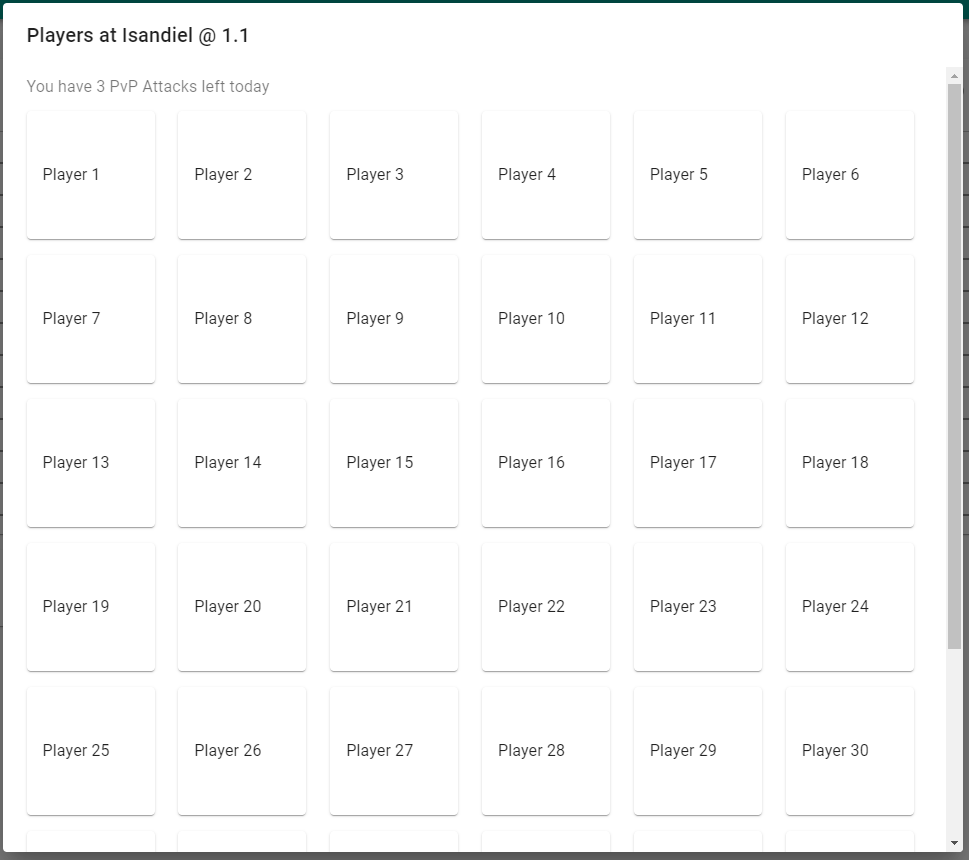 Players at Isandiel @ 1.1
You have 3 PvP Attacks left today
Player 1 Player 2 Player 3 Player 4 Player 5 Player 6
Player 7 Player 8 Player 9 Player 10 Player 11 Player 12
Player 13 Player 14 Player 15 Player 16 Player 17 Player 18
Player 19 Player 20 Player 21 Player 22 Player 23 Player 24
Player 25 Player 26 Player 27 Player 28 Player 29 Player 30